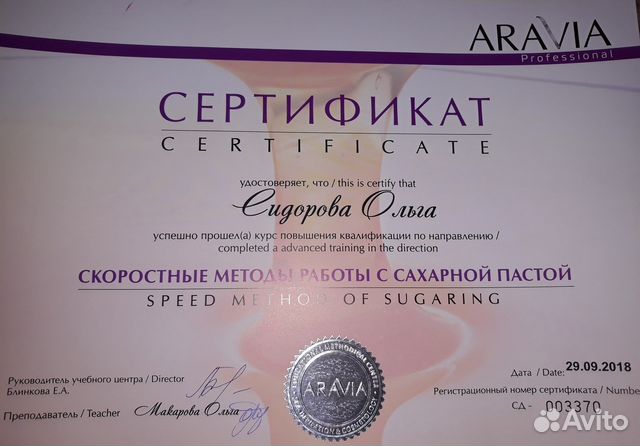 ARAVIA
Professional
СЕРТИФИКАТ
CERTIFICATE
удостоверяет, что / this is certify that
Сидорова Ольга
успешно прошел(а) курс повышения квалификации по направлению /
completed a advanced training in the direction
СКОРОСТНЫЕ МЕТОДЫ РАБОТЫ С САХАРНОЙ ПАСТОЙ
SPEED METHOD OF SUGARING
Руководитель учебного центра / Director
Блинкова Е.А.
Преподаватель / Teacher Макарова Ольга
ARAVIA
Дата / Date: 29.09.2018
Регистрационный номер сертификата / Number
СД - 003370
Avito